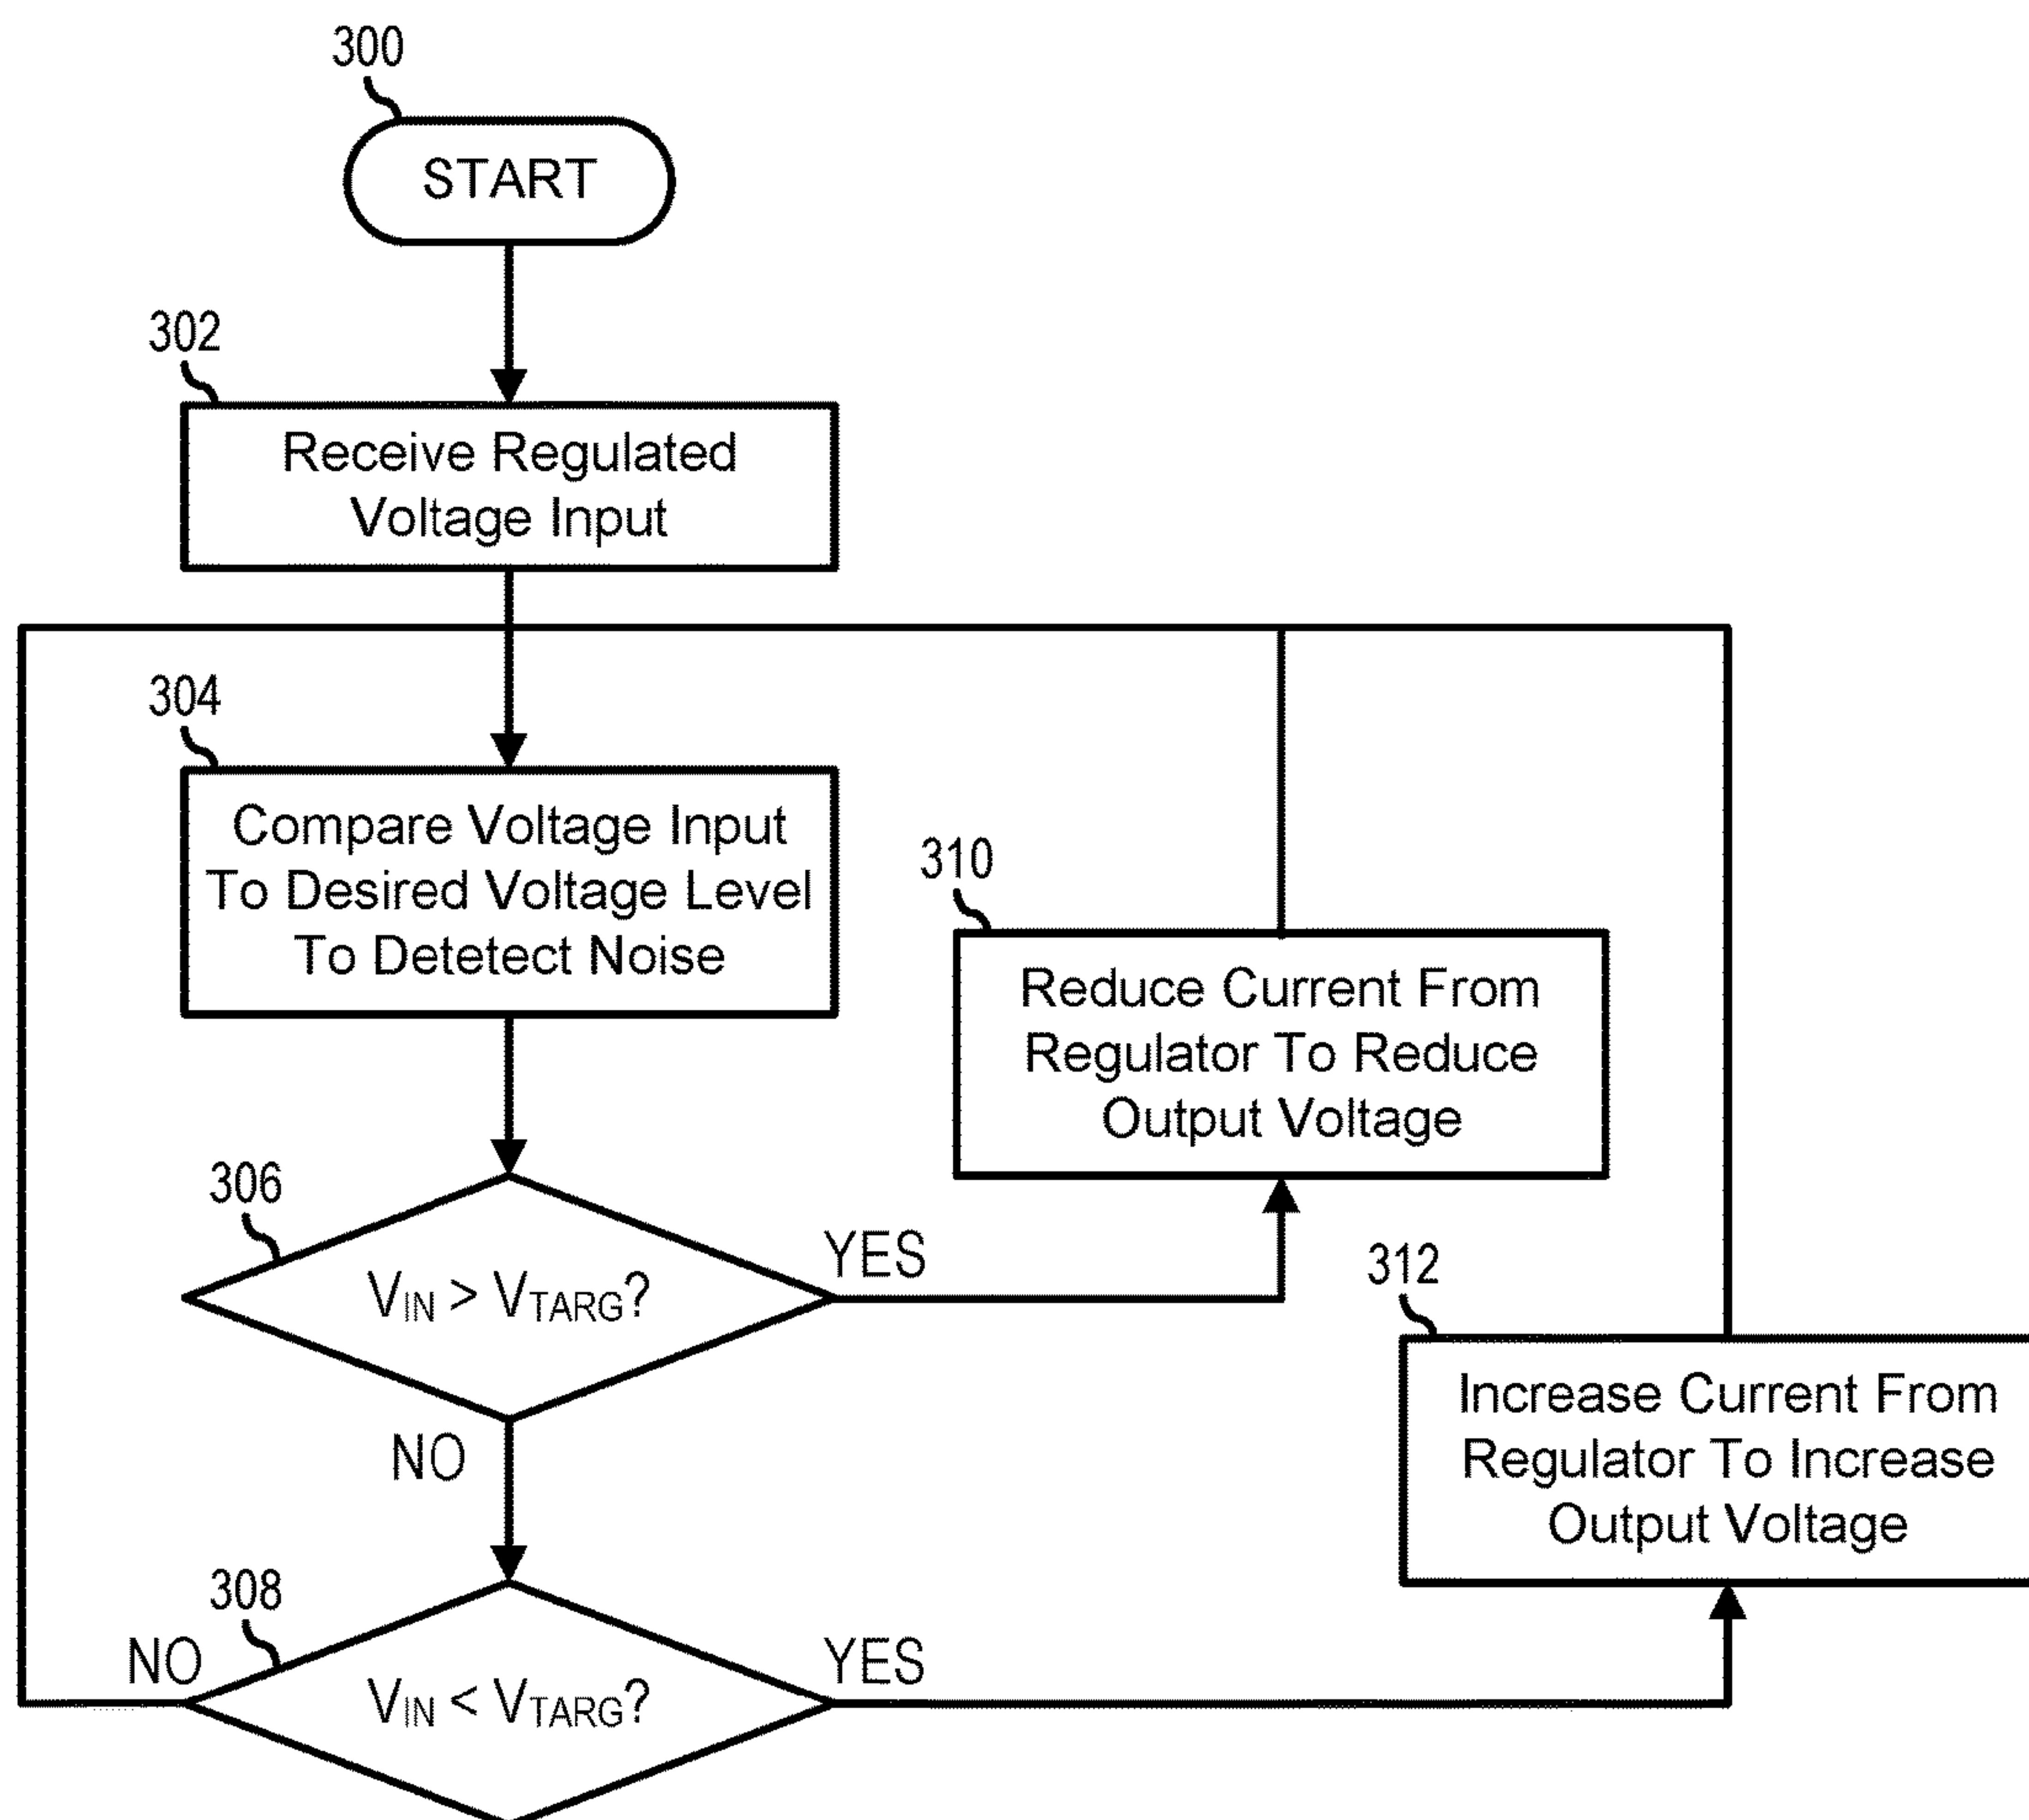 300
START
302
Receive Regulated
Voltage Input
304
Compare Voltage Input
To Desired Voltage Level
To Detetect Noise
310
Reduce Current From
Regulator To Reduce
Output Voltage
306
VIN > VTARG?
YES
NO
312
Increase Current From
Regulator To Increase
Output Voltage
308
NO
VIN < VTARG?
YES